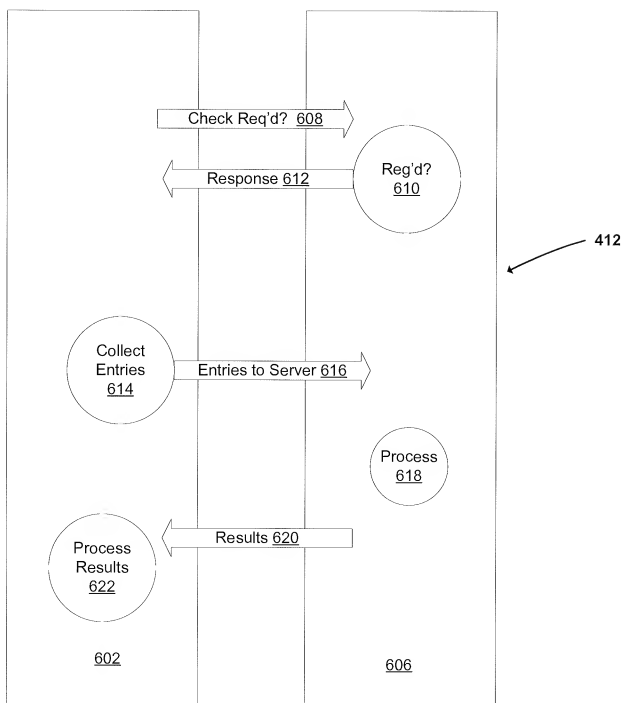 Check Req'd? 608
Reg'd?
610
Response 612
412
Collect
Entries
614
Entries to Server 616
Process
618
Results 620
Process
Results
622
602
606